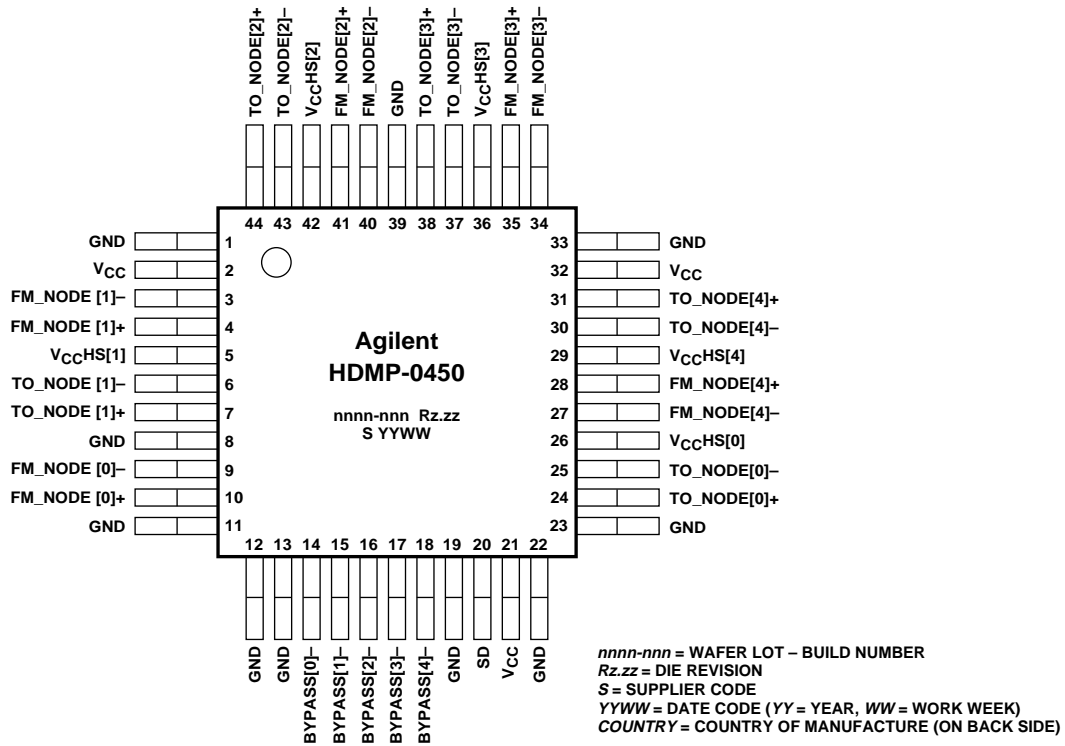 TO_NODE[2]+
TO_NODE[2]–
VCCHS[2]
FM_NODE[2]+
FM_NODE[2]–
GND
TO_NODE[3]+
TO_NODE[3]–
VCCHS[3]
FM_NODE[3]+
FM_NODE[3]–
44 43 42 41 40 39 38 37 36 35 34
GND 1
VCC 2
FM_NODE [1]– 3
FM_NODE [1]+ 4
VCCHS[1] 5
TO_NODE [1]– 6
TO_NODE [1]+ 7
GND 8
FM_NODE [0]– 9
FM_NODE [0]+ 10
GND 11
Agilent
HDMP-0450
nnnn-nnn Rz.zz
S YYWW
33 GND
32 VCC
31 TO_NODE[4]+
30 TO_NODE[4]–
29 VCCHS[4]
28 FM_NODE[4]+
27 FM_NODE[4]–
26 VCCHS[0]
25 TO_NODE[0]–
24 TO_NODE[0]+
23 GND
12 13 14 15 16 17 18 19 20 21 22
GND
GND
BYPASS[0]–
BYPASS[1]–
BYPASS[2]–
BYPASS[3]–
BYPASS[4]–
GND
SD
VCC
GND
nnnn-nnn = WAFER LOT – BUILD NUMBER
Rz.zz = DIE REVISION
S = SUPPLIER CODE
YYWW = DATE CODE (YY = YEAR, WW = WORK WEEK)
COUNTRY = COUNTRY OF MANUFACTURE (ON BACK SIDE)